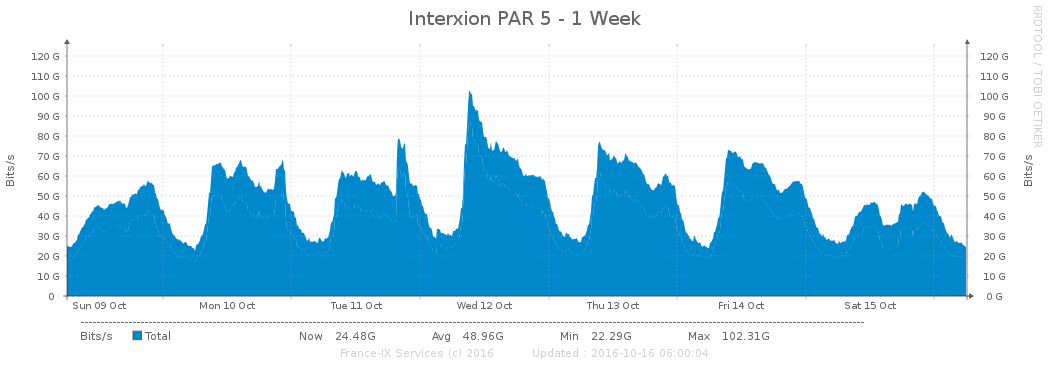 Interxion PAR 5 - 1 Week
RRDTOOL / TOBI OETIKER
Bits/s
120 G 120 G
110 G 110 G
100 G 100 G
90 G 90 G
80 G 80 G
70 G 70 G
60 G 60 G
50 G 50 G
40 G 40 G
30 G 30 G
20 G 20 G
10 G 10 G
0 0 G
Bits/s
Sun 09 Oct Mon 10 Oct Tue 11 Oct Wed 12 Oct Thu 13 Oct Fri 14 Oct Sat 15 Oct
Bits/s Total Now 24.48G Avg 48.96G Min 22.29G Max 102.31G
France-IX Services (c) 2016 Updated : 2016-10-16 06:00:04